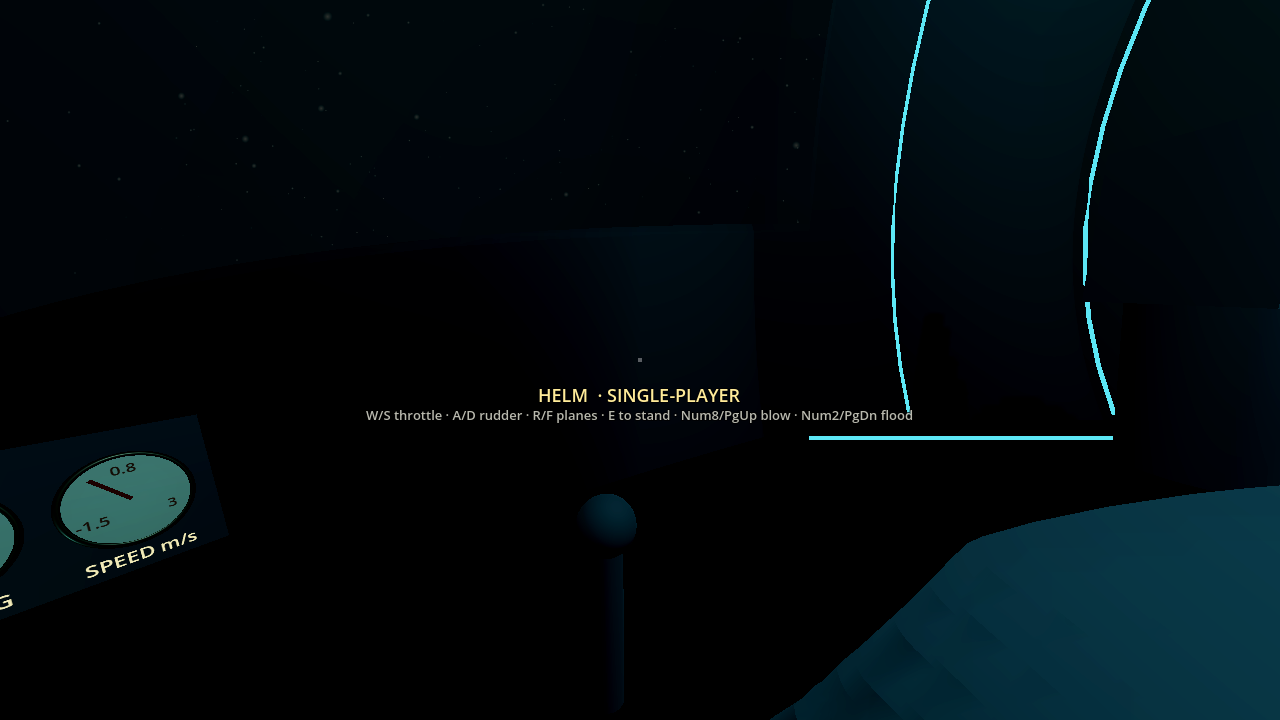 HELM · SINGLE-PLAYER
W/S throttle · A/D rudder · R/F planes · E to stand · Num8/PgUp blow · Num2/PgDn flood
0.8
3
-1.5
SPEED m/s
G